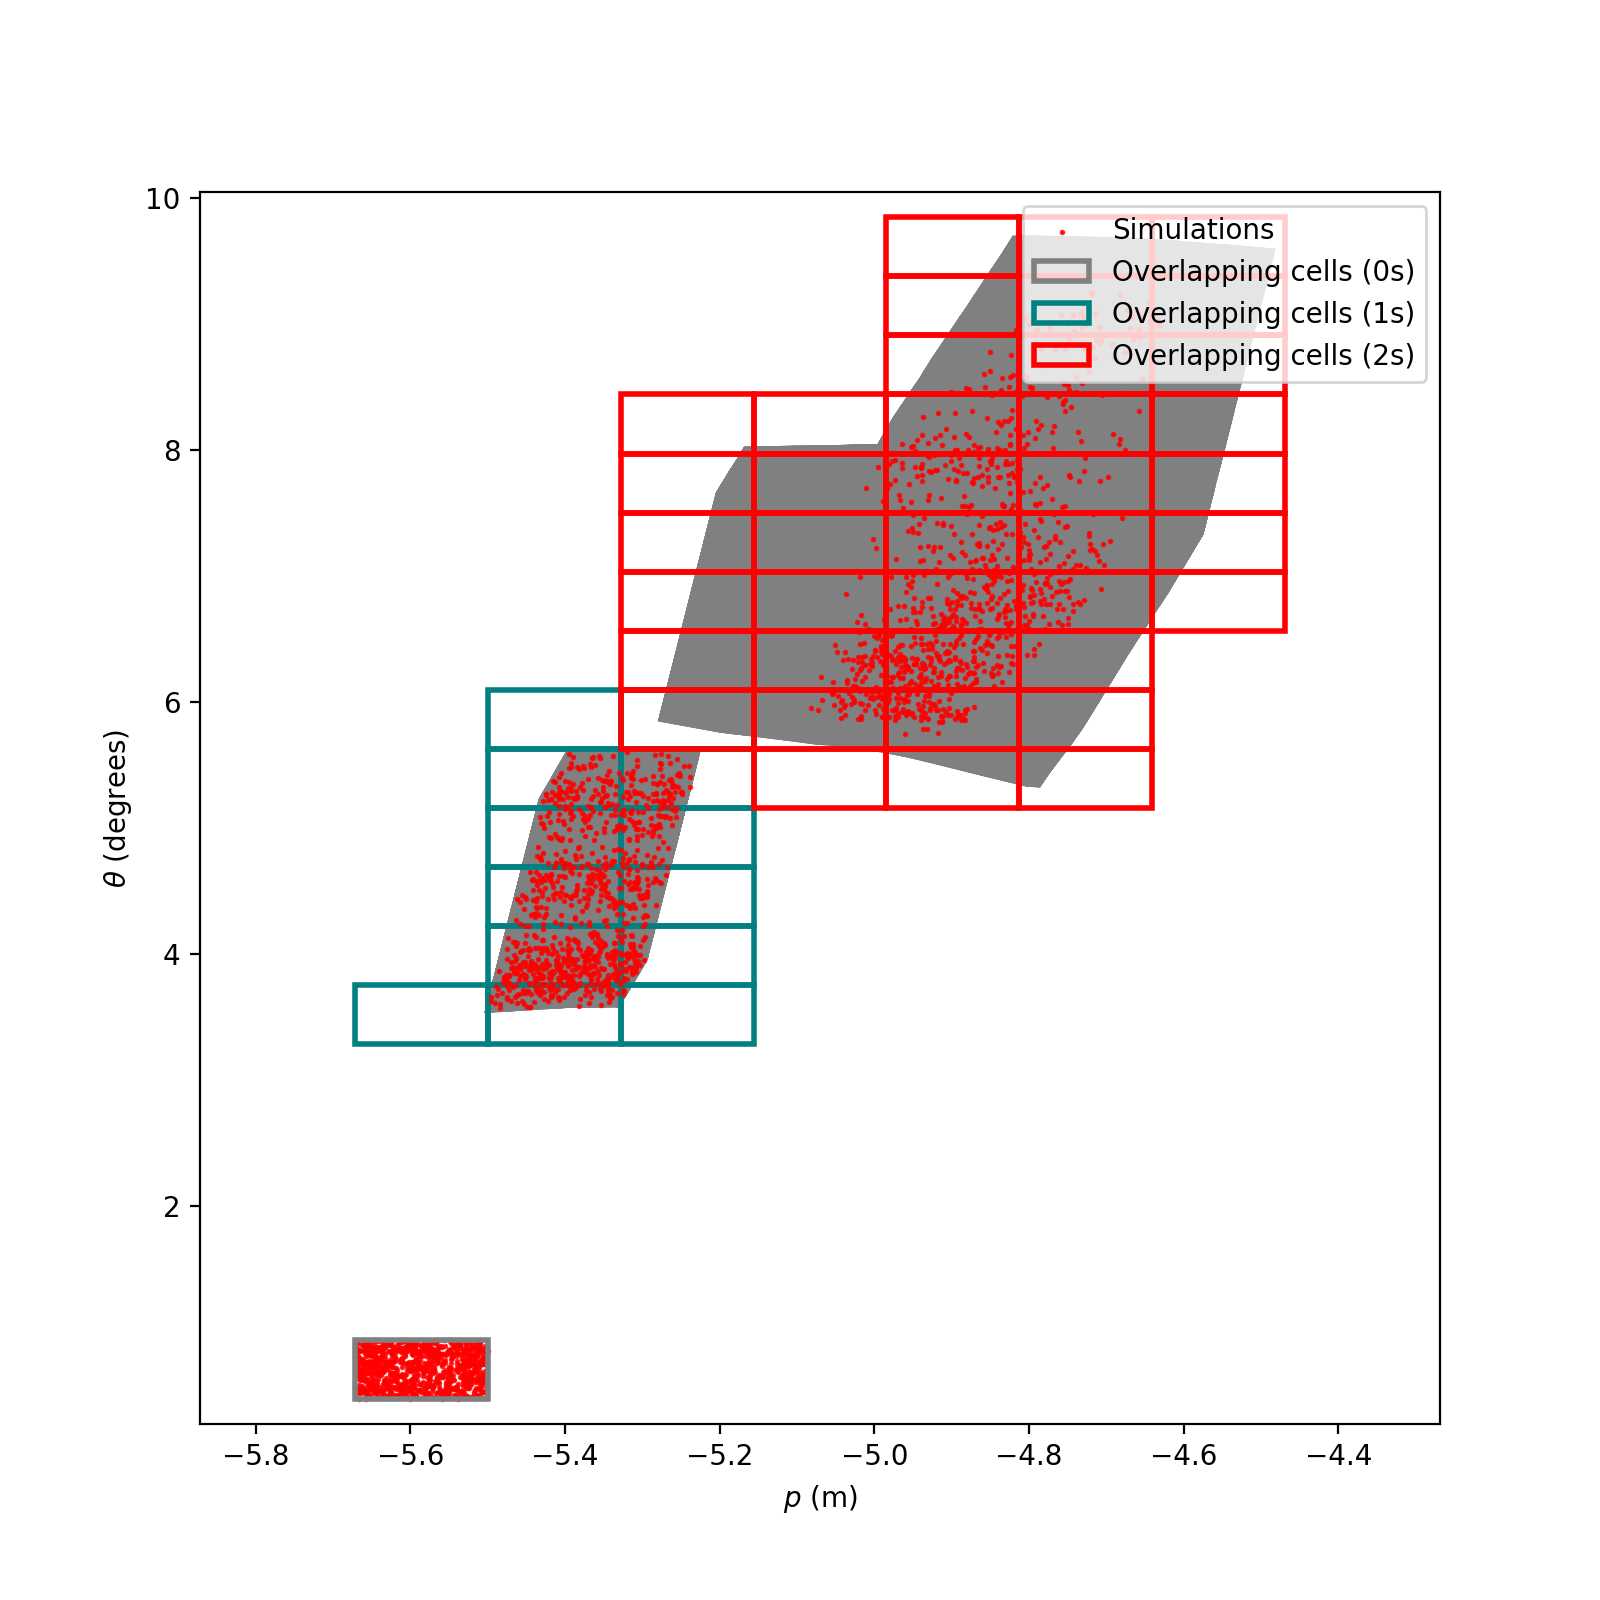 10
8
6
4
2
θ (degrees)
Simulations
Overlapping cells (0s)
Overlapping cells (1s)
Overlapping cells (2s)
−5.8 −5.6 −5.4 −5.2 −5.0 −4.8 −4.6 −4.4
p (m)